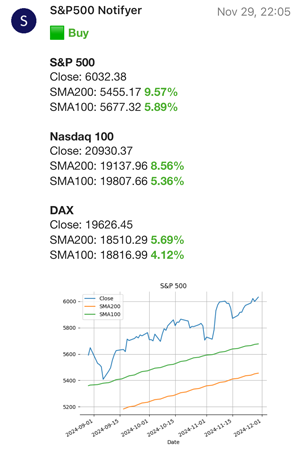 S
S&P500 Notifyer
Nov 29, 22:05
Buy
S&P 500
Close: 6032.38
SMA200: 5455.17 9.57%
SMA100: 5677.32 5.89%
Nasdaq 100
Close: 20930.37
SMA200: 19137.96 8.56%
SMA100: 19807.66 5.36%
DAX
Close: 19626.45
SMA200: 18510.29 5.69%
SMA100: 18816.99 4.12%
S&P 500
Close
SMA200
SMA100
6000
5800
5600
5400
5200
2024-09-01
2024-09-15
2024-10-01
2024-10-15
2024-11-01
2024-11-15
2024-12-01
Date